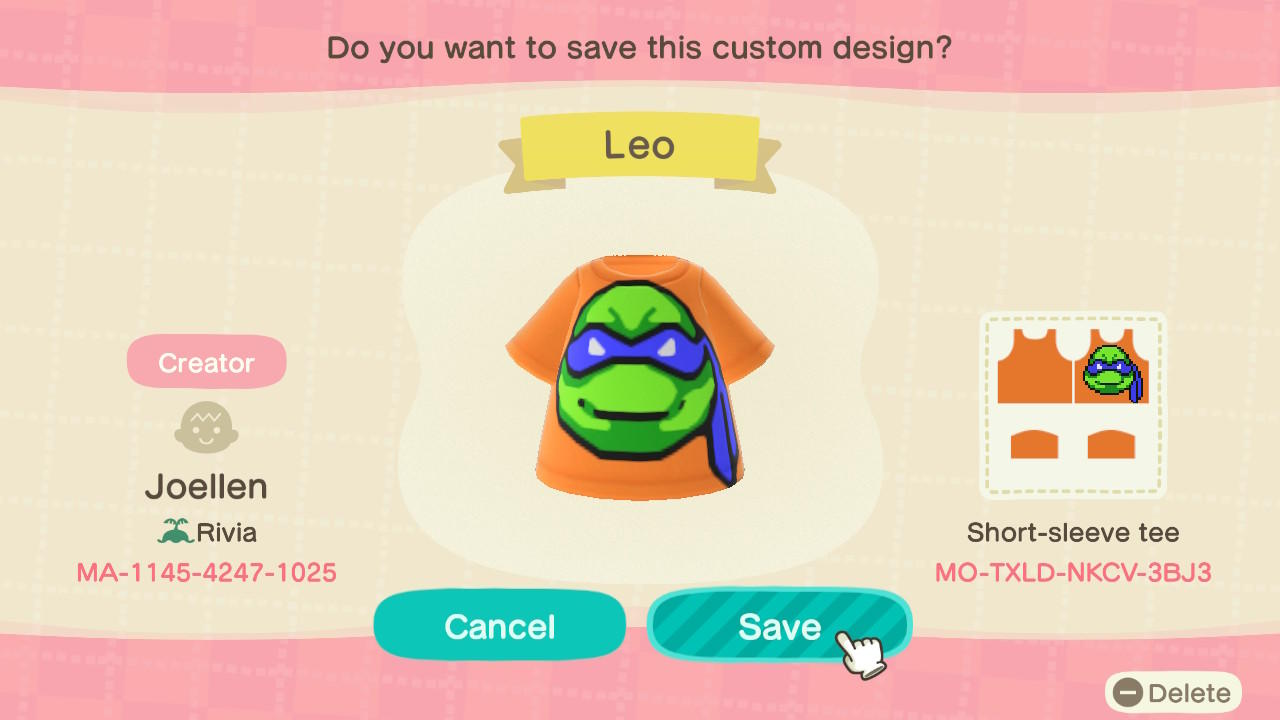 Do you want to save this custom design?
Leo
Creator
Joellen
Rivia
MA-1145-4247-1025
Short-sleeve tee
MO-TXLD-NKCV-3BJ3
Cancel
Save
Delete